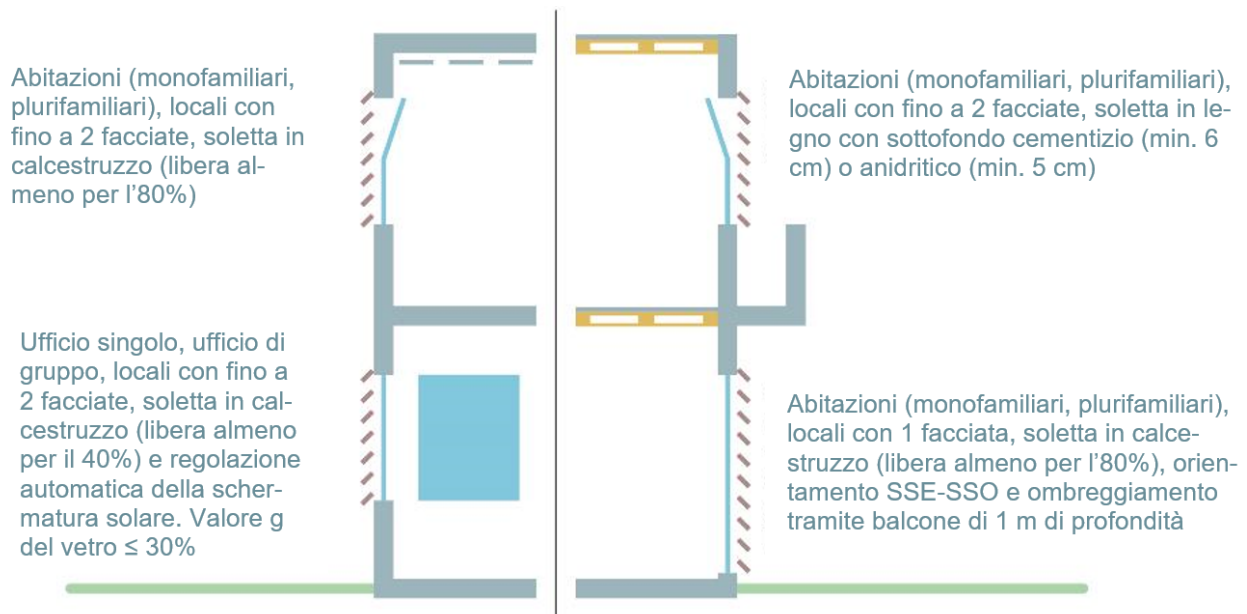 Abitazioni (monofamiliari,
plurifamiliari), locali con
fino a 2 facciate, soletta in
calcestruzzo (libera al-
meno per l'80%)
Ufficio singolo, ufficio di
gruppo, locali con fino a
2 facciate, soletta in cal-
cestruzzo (libera almeno
per il 40%) e regolazione
automatica della scher-
matura solare. Valore g
del vetro ≤ 30%
Abitazioni (monofamiliari, plurifamiliari),
locali con fino a 2 facciate, soletta in le-
gno con sottofondo cementizio (min. 6
cm) o anidritico (min. 5 cm)
Abitazioni (monofamiliari, plurifamiliari),
locali con 1 facciata, soletta in calce-
struzzo (libera almeno per l'80%), orien-
tamento SSE-SSO e ombreggiamento
tramite balcone di 1 m di profondità